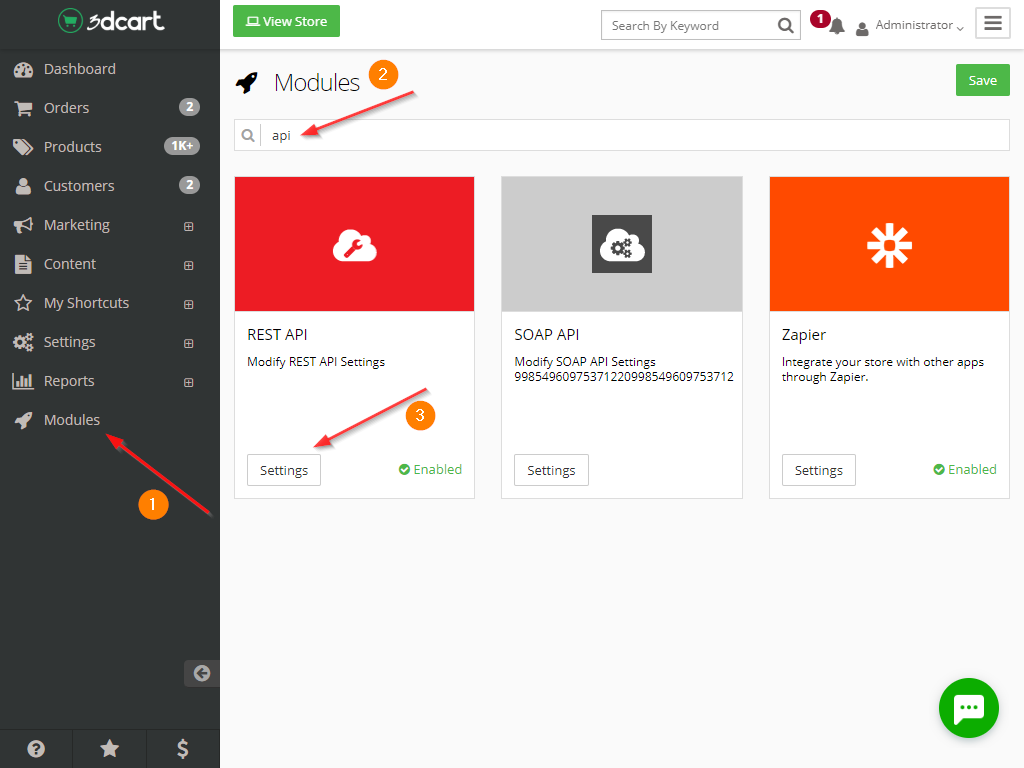 3dcart
View Store
Search By Keyword
1
Administrator
Dashboard
Orders 2
Products 1K+
Customers 2
Marketing
Content
My Shortcuts
Settings
Reports
Modules
1
Modules
2
Save
api
REST API
Modify REST API Settings
3
Settings
Enabled
SOAP API
Modify SOAP API Settings
99854960975371220998549609753712
Settings
Zapier
Integrate your store with other apps
through Zapier.
Settings
Enabled